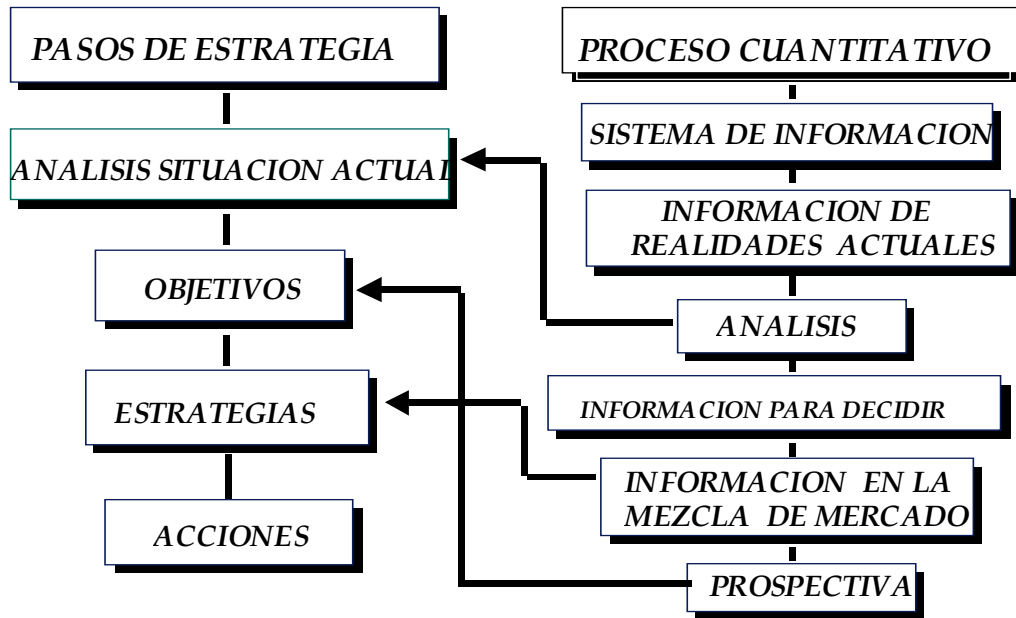 PASOS DE ESTRATEGIA
ANALISIS SITUACION ACTUAL
OBJETIVOS
ESTRATEGIAS
ACCIONES
PROCESO CUANTITATIVO
SISTEMA DE INFORMACION
INFORMACION DE
REALIDADES ACTUALES
ANALISIS
INFORMACION PARA DECIDIR
INFORMACION EN LA
MEZCLA DE MERCADO
PROSPECTIVA